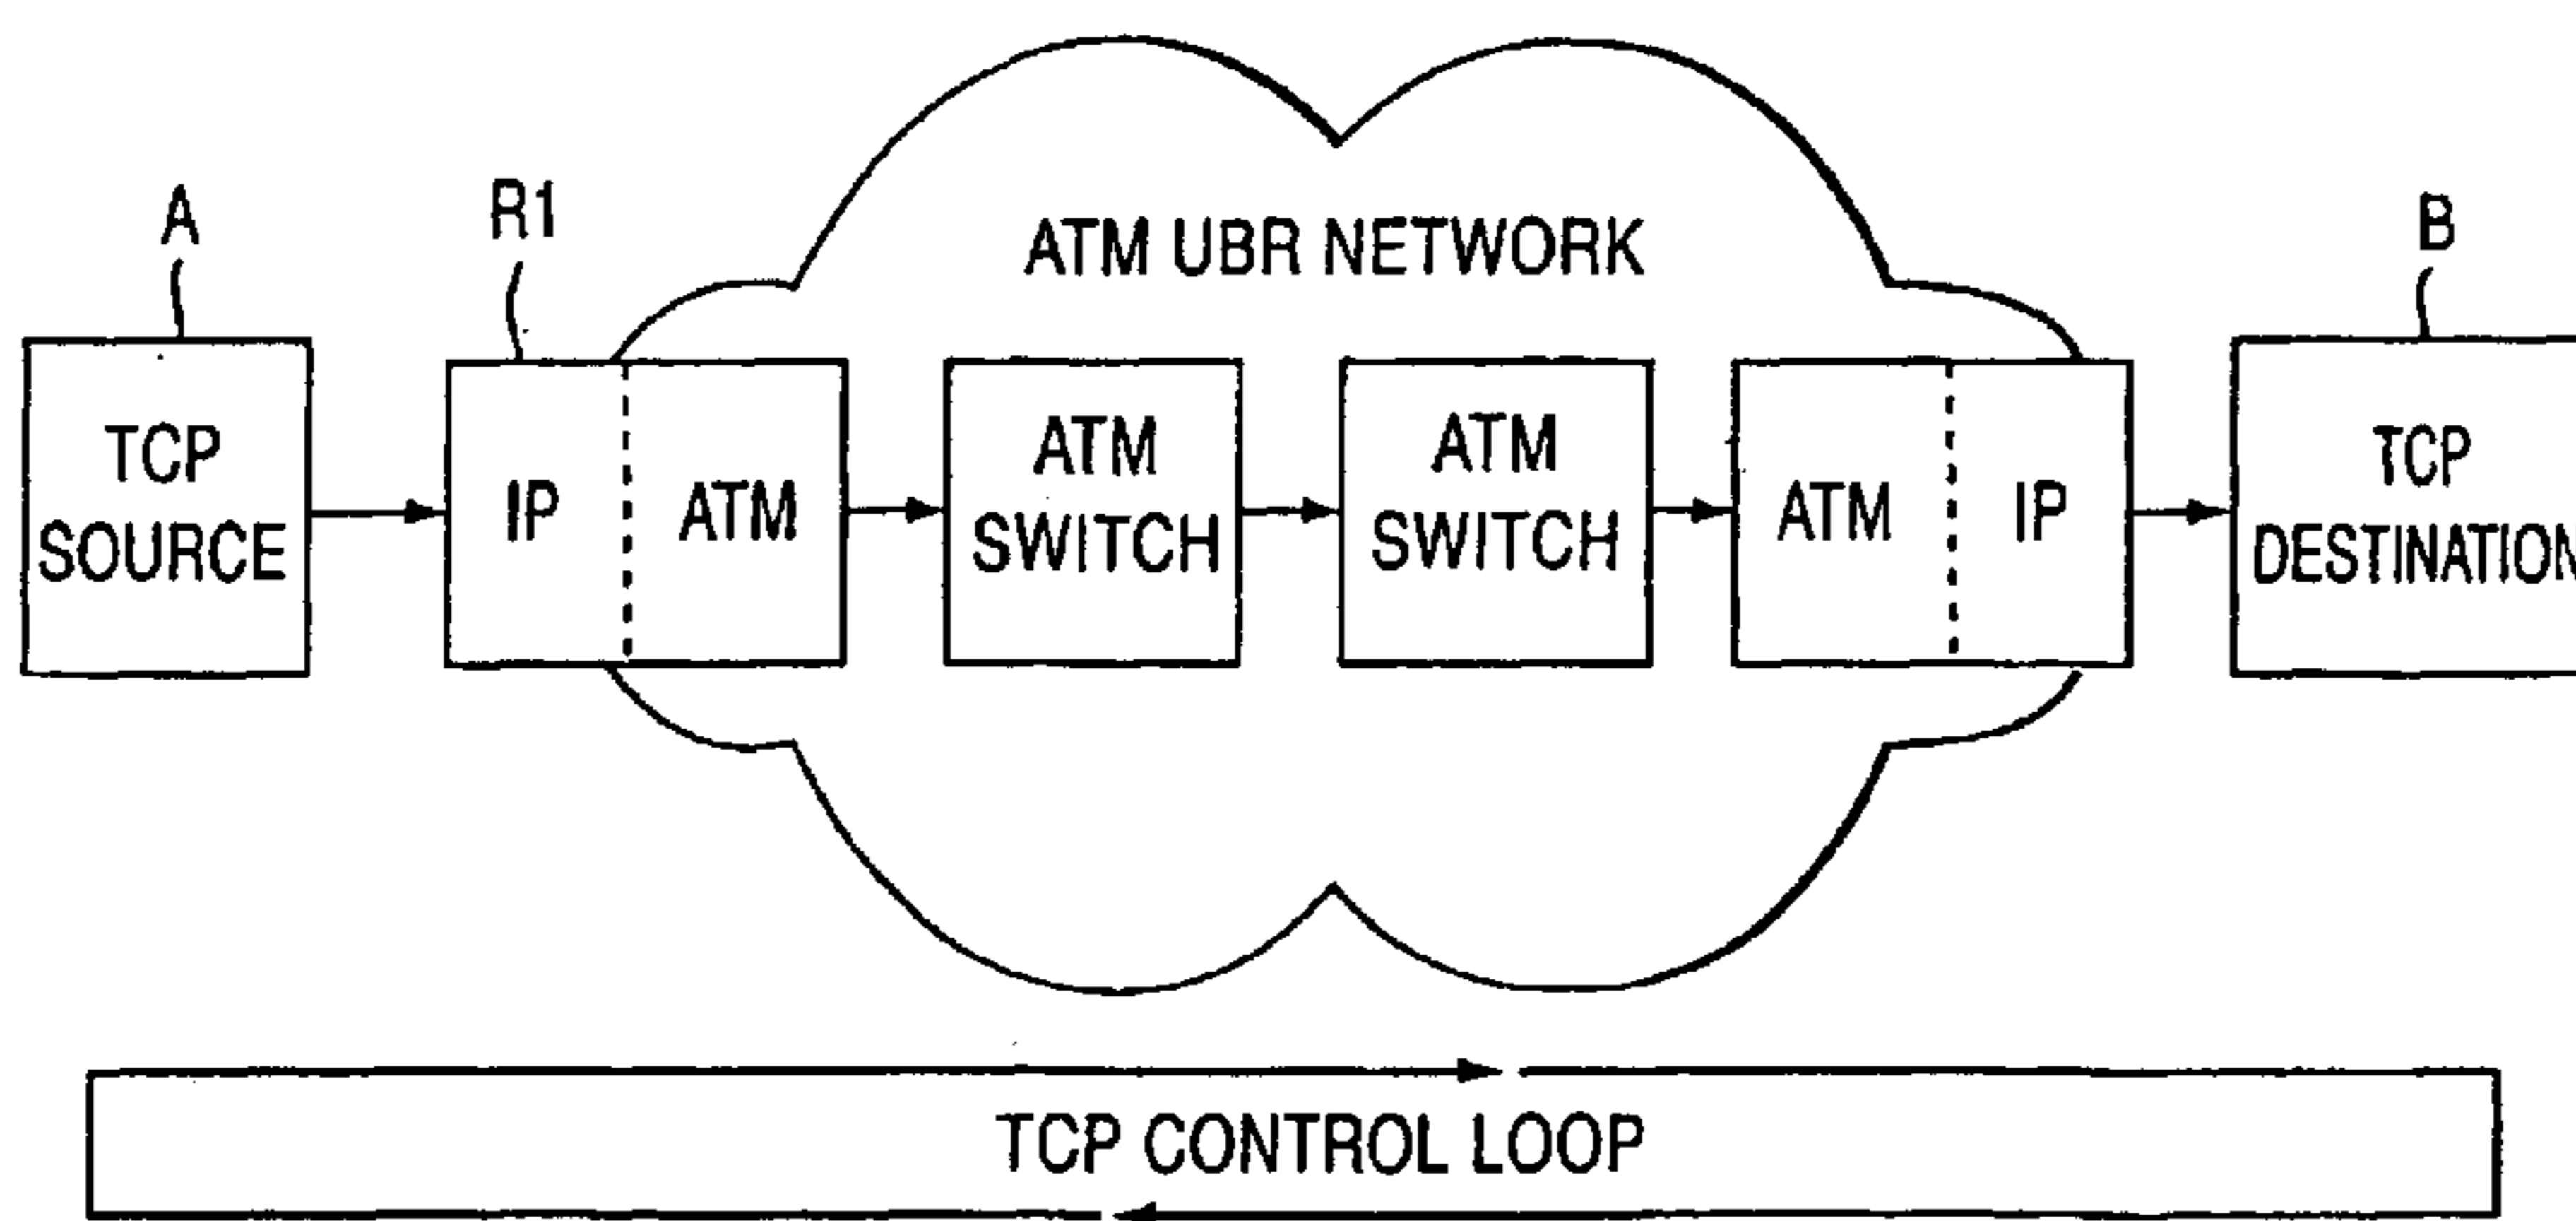 A
R1
B
ATM UBR NETWORK
TCP
SOURCE
IP
ATM
ATM
SWITCH
ATM
SWITCH
ATM
IP
TCP
DESTINATION
TCP CONTROL LOOP